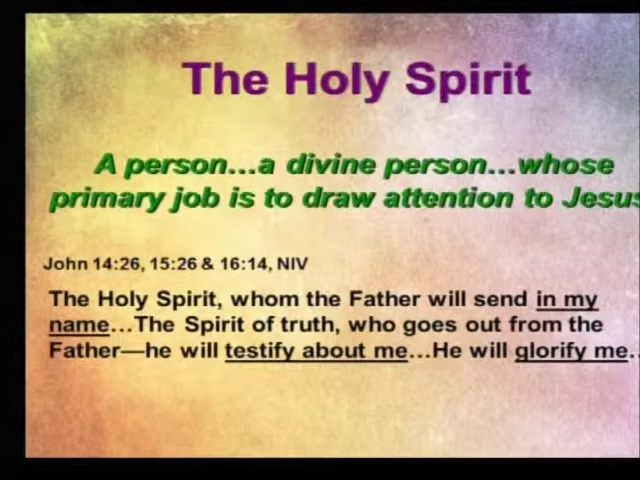 The Holy Spirit
A person...a divine person...whose
primary job is to draw attention to Jesus
John 14:26, 15:26 & 16:14, NIV
The Holy Spirit, whom the Father will send in my
name...The Spirit of truth, who goes out from the
Father—he will testify about me...He will glorify me..